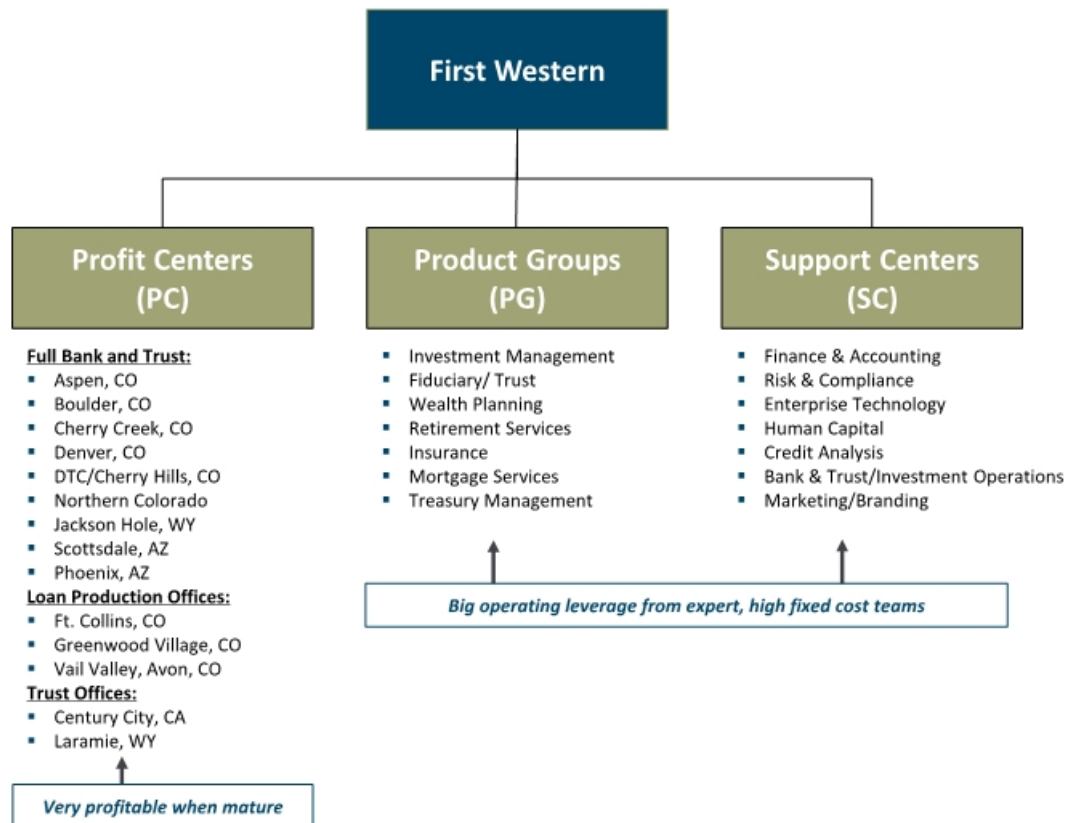 First Western
Profit Centers
(PC)
Full Bank and Trust:
Aspen, CO
Boulder, CO
Cherry Creek, CO
Denver, CO
DTC/Cherry Hills, CO
Northern Colorado
Jackson Hole, WY
Scottsdale, AZ
Phoenix, AZ
Loan Production Offices:
Ft. Collins, CO
Greenwood Village, CO
Vail Valley, Avon, CO
Trust Offices:
Century City, CA
Laramie, WY
Very profitable when mature
Product Groups
(PG)
Investment Management
Fiduciary/ Trust
Wealth Planning
Retirement Services
Insurance
Mortgage Services
Treasury Management
Support Centers
(SC)
Finance & Accounting
Risk & Compliance
Enterprise Technology
Human Capital
Credit Analysis
Bank & Trust/Investment Operations
Marketing/Branding
Big operating leverage from expert, high fixed cost teams